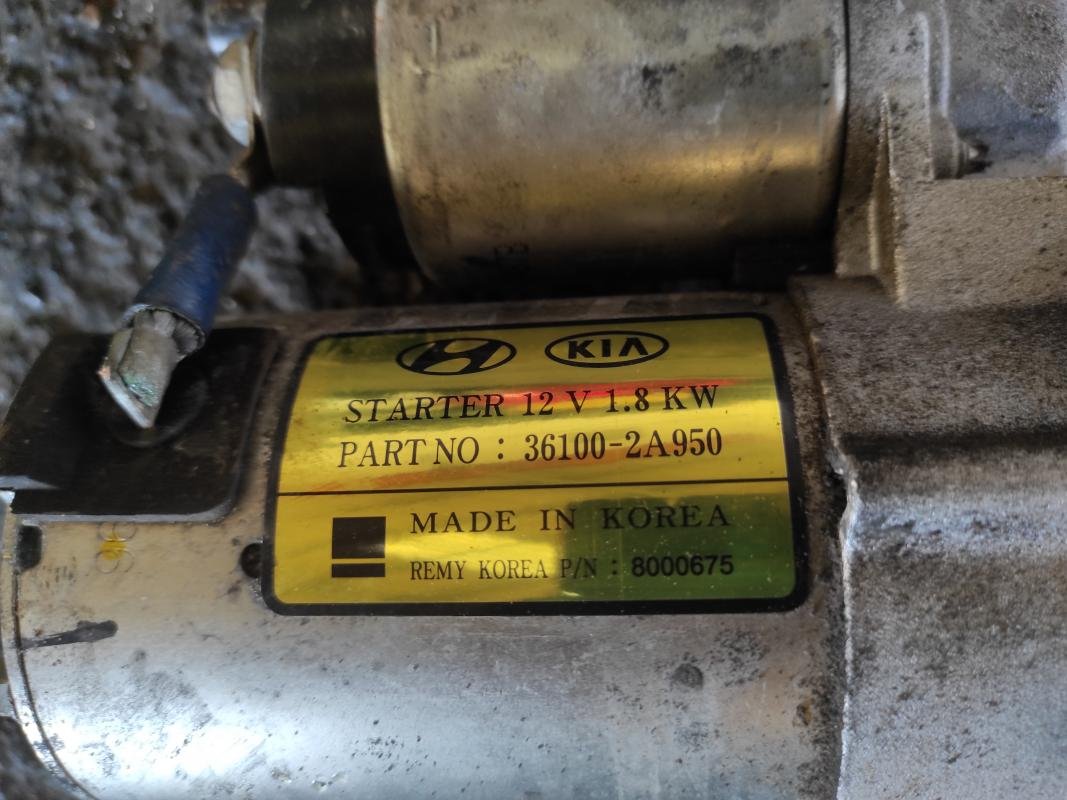 KIA
STARTER 12 V 1.8 KW
PART NO : 36100-2A950
MADE IN KOREA
REMY KOREA P/N : 8000675